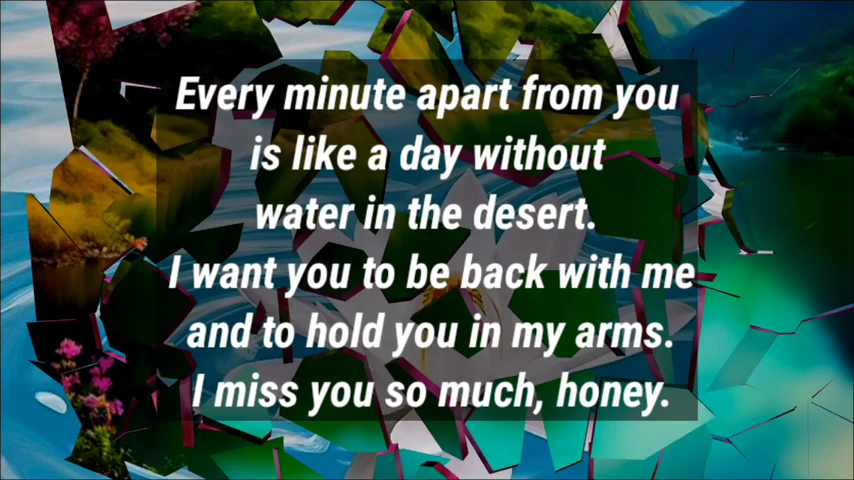 Every minute apart from you
is like a day without
water in the desert.
I want you to be back with me
and to hold you in my arms.
I miss you so much, honey.